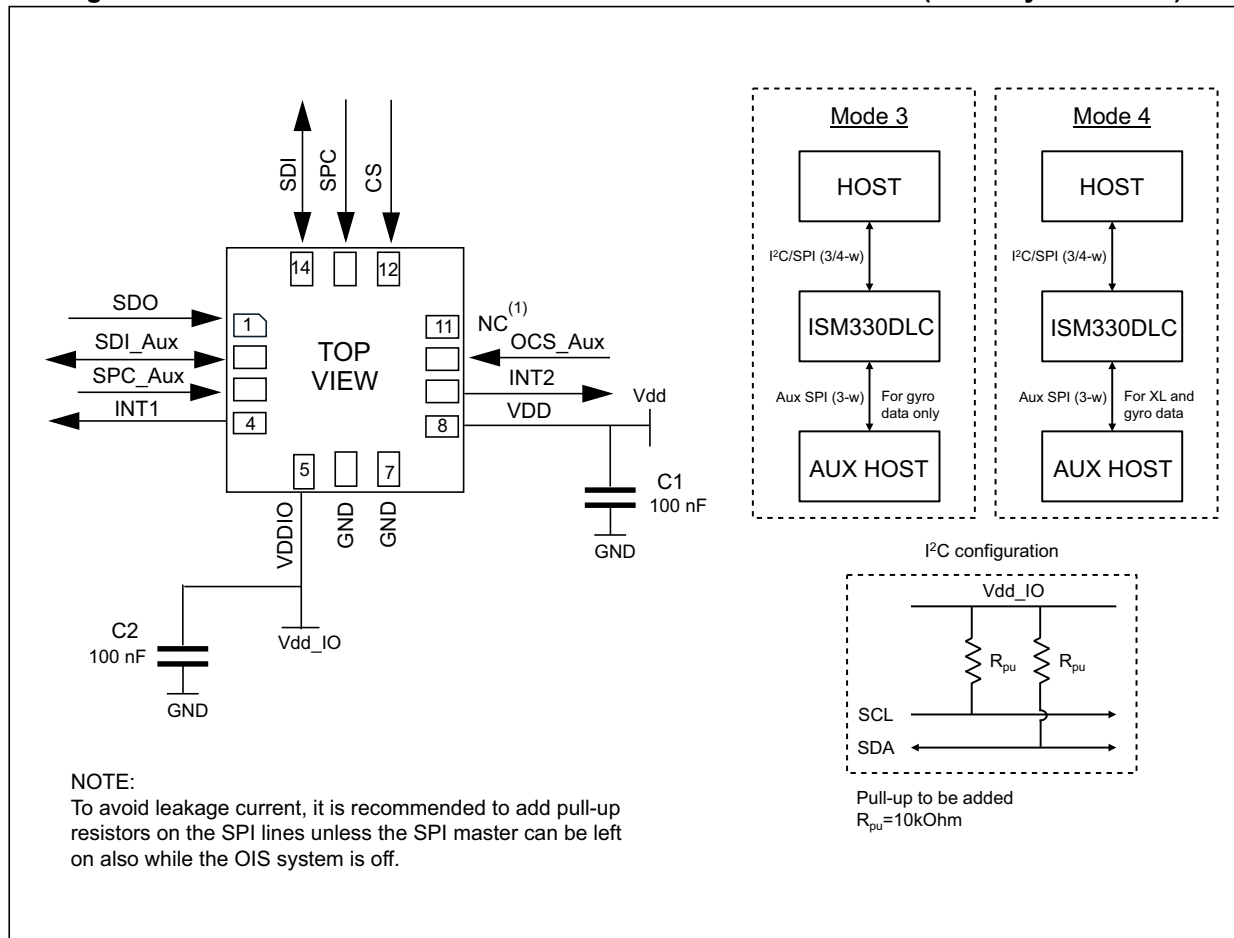 SDI
SPC
CS
14
12
SDO
SDI_Aux
SPC_Aux
INT1
1
4
TOP
VIEW
11
8
NC(1)
OCS_Aux
INT2
VDD
Vdd
C1
100 nF
GND
5
7
VDDIO
GND
GND
Vdd_IO
C2
100 nF
GND
NOTE:
To avoid leakage current, it is recommended to add pull-up
resistors on the SPI lines unless the SPI master can be left
on also while the OIS system is off.
Mode 3
HOST
I²C/SPI (3/4-w)
ISM330DLC
Aux SPI (3-w)
For gyro
data only
AUX HOST
Mode 4
HOST
I²C/SPI (3/4-w)
ISM330DLC
Aux SPI (3-w)
For XL and
gyro data
AUX HOST
I²C configuration
Vdd_IO
Rpu
Rpu
SCL
SDA
Pull-up to be added
Rpu=10kOhm